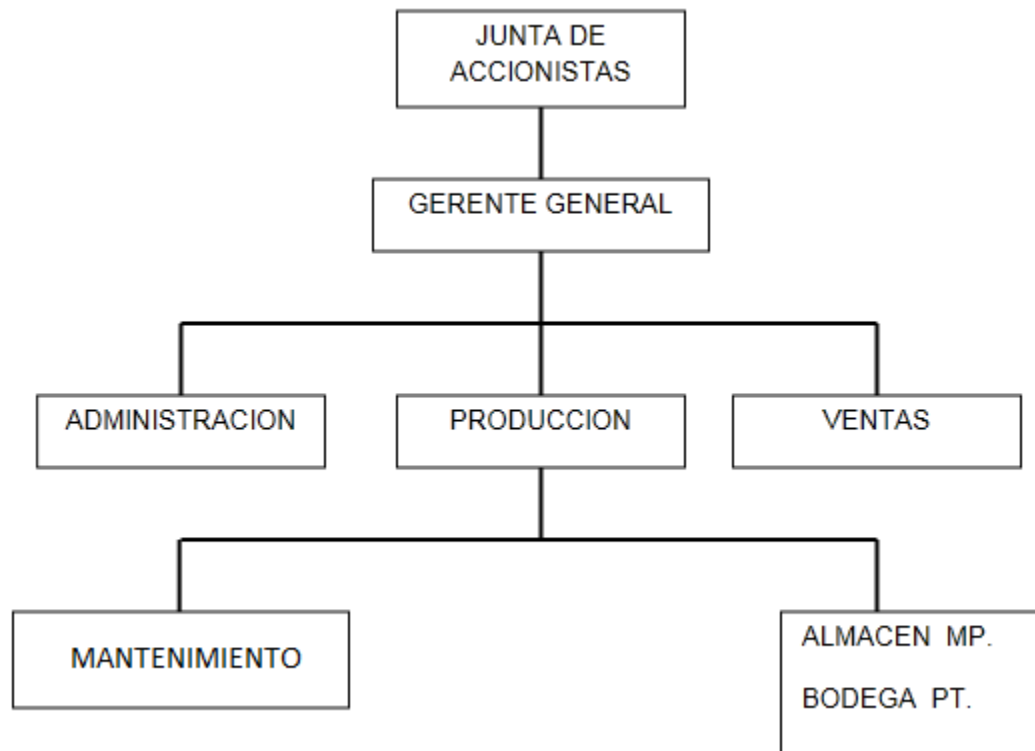 JUNTA DE
ACCIONISTAS
GERENTE GENERAL
ADMINISTRACION
PRODUCCION
VENTAS
MANTENIMIENTO
ALMACEN MP.
BODEGA PT.